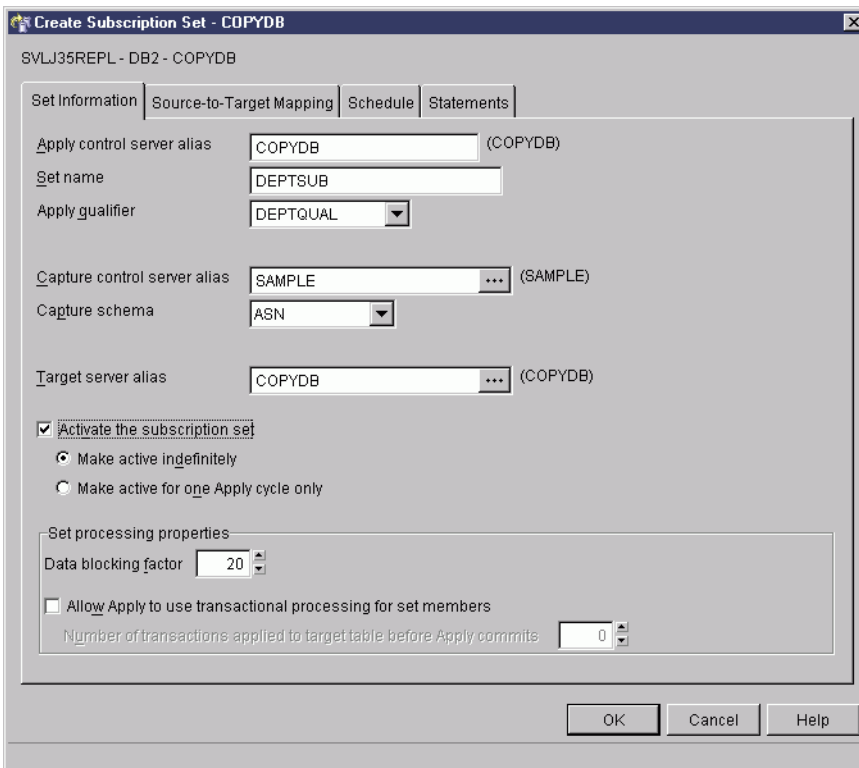 Create Subscription Set - COPYDB
SVLJ35REPL - DB2 - COPYDB
Set Information Source-to-Target Mapping Schedule Statements
Apply control server alias COPYDB (COPYDB)
Set name DEPTSUB
Apply qualifier DEPTQUAL
Capture control server alias SAMPLE ... (SAMPLE)
Capture schema ASN
Target server alias COPYDB ... (COPYDB)
Activate the subscription set
Make active indefinitely
Make active for one Apply cycle only
Set processing properties
Data blocking factor 20
Allow Apply to use transactional processing for set members
Number of transactions applied to target table before Apply commits 0
OK Cancel Help